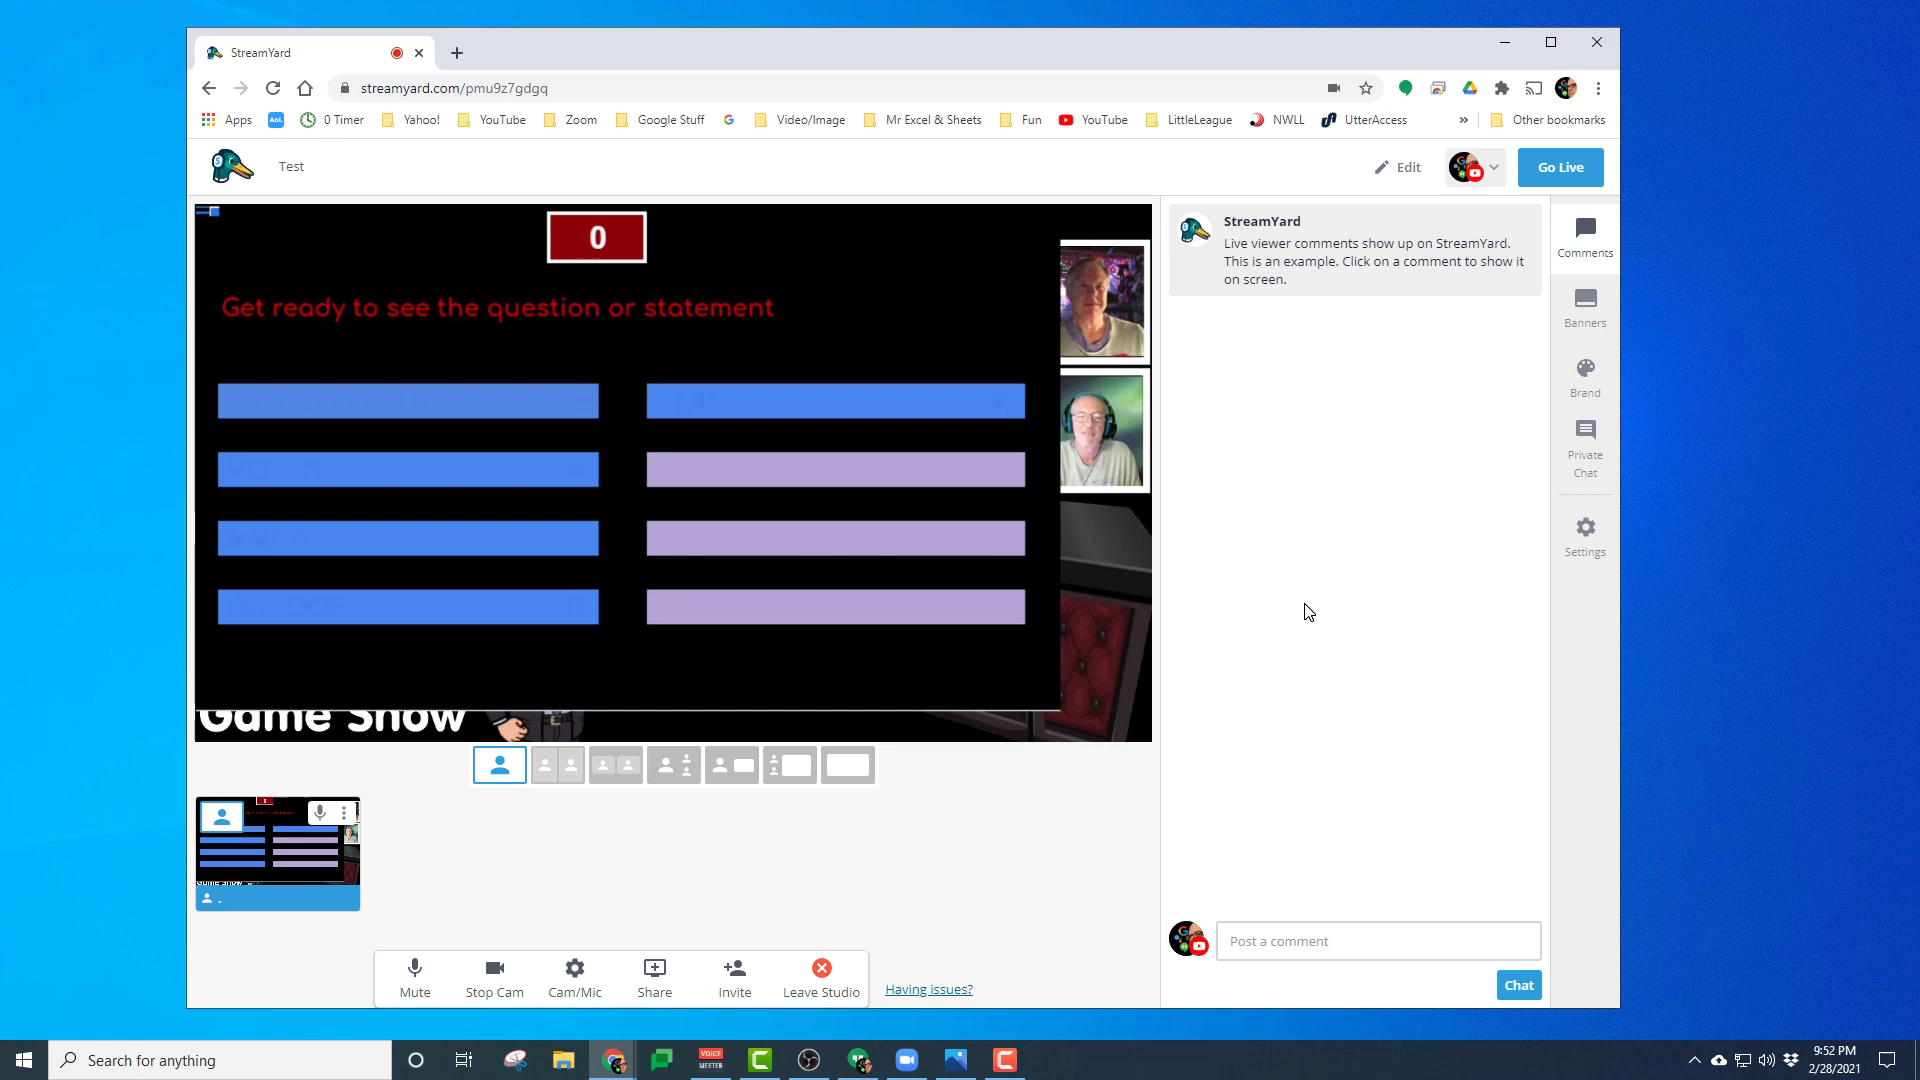 StreamYard
streamyard.com/pmu9z7gdgq
Apps
Aol.
0 Timer
Yahoo!
YouTube
Zoom
Google Stuff
Video/Image
Mr Excel & Sheets
Fun
YouTube
LittleLeague
NWLL
UtterAccess
»
Other bookmarks
Test
Edit
Go Live
0
Get ready to see the question or statement
Game Show
StreamYard
Live viewer comments show up on StreamYard.
This is an example. Click on a comment to show it
on screen.
Comments
Banners
Brand
Private
Chat
Settings
Mute
Stop Cam
Cam/Mic
Share
Invite
Leave Studio
Having issues?
Post a comment
Chat
Search for anything
VOICE
MEETER
9:52 PM
2/28/2021